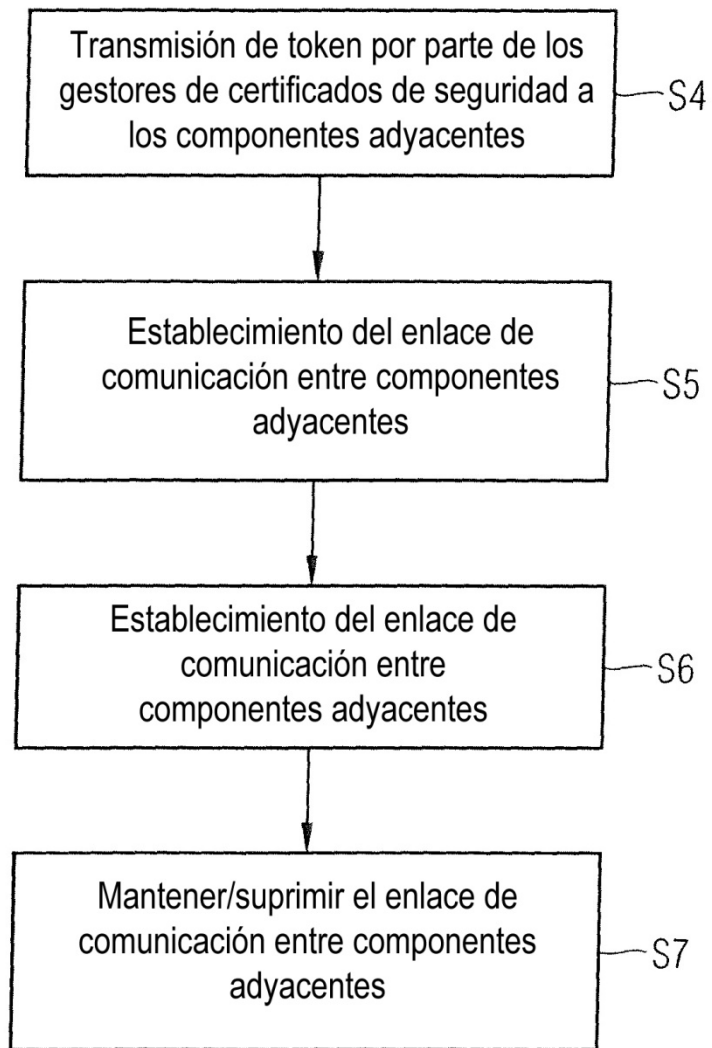 Transmisión de token por parte de los
gestores de certificados de seguridad a
los componentes adyacentes
S4
Establecimiento del enlace de
comunicación entre componentes
adyacentes
S5
Establecimiento del enlace de
comunicación entre
componentes adyacentes
S6
Mantener/suprimir el enlace de
comunicación entre componentes
adyacentes
S7